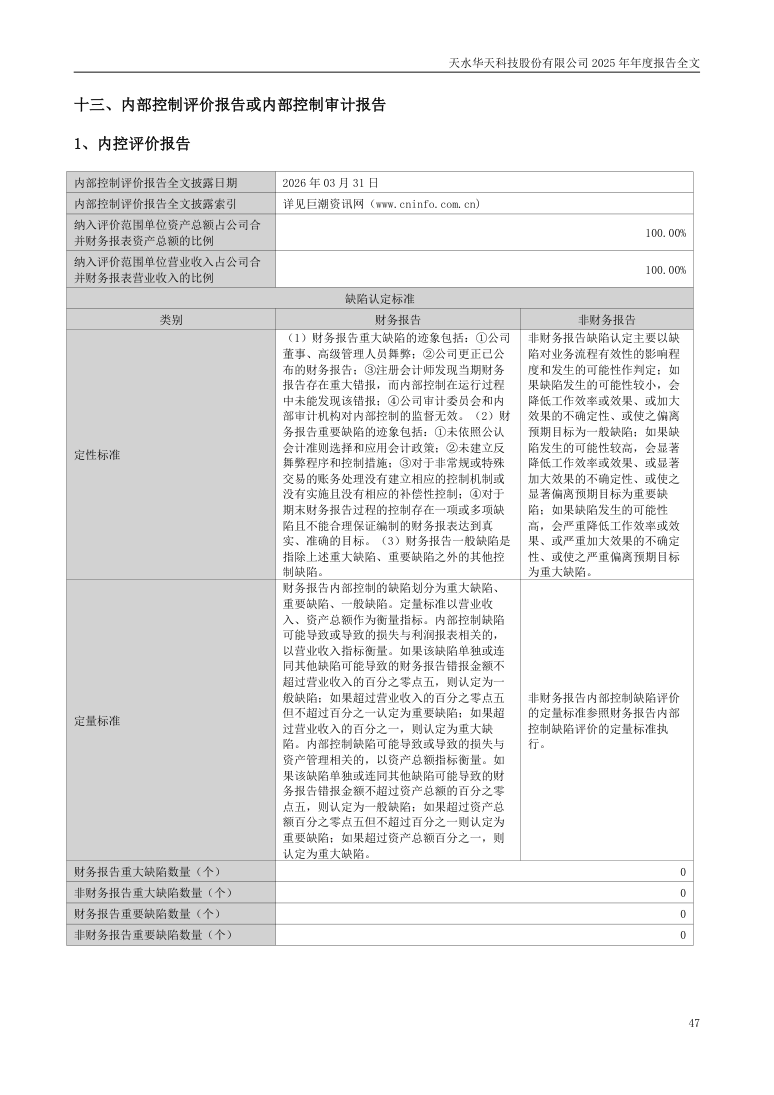 天水华天科技股份有限公司 2025 年年度报告全文
十三、内部控制评价报告或内部控制审计报告
1、内控评价报告
内部控制评价报告全文披露日期
2026 年 03 月 31 日
内部控制评价报告全文披露索引
详见巨潮资讯网（www.cninfo.com.cn）
纳入评价范围单位资产总额占公司合
并财务报表资产总额的比例
100.00%
纳入评价范围单位营业收入占公司合
并财务报表营业收入的比例
100.00%
缺陷认定标准
类别
财务报告
非财务报告
定性标准
（1）财务报告重大缺陷的迹象包括：①公司
董事、高级管理人员舞弊；②公司更正已公
布的财务报告；③注册会计师发现当期财务
报告存在重大错报，而内部控制在运行过程
中未能发现该错报；④公司审计委员会和内
部审计机构对内部控制的监督无效。（2）财
务报告重要缺陷的迹象包括：①未依照公认
会计准则选择和应用会计政策；②未建立反
舞弊程序和控制措施；③对于非常规或特殊
交易的账务处理没有建立相应的控制机制或
没有实施且没有相应的补偿性控制；④对于
期末财务报告过程的控制存在一项或多项缺
陷且不能合理保证编制的财务报表达到真
实、准确的目标。（3）财务报告一般缺陷是
指除上述重大缺陷、重要缺陷之外的其他控
制缺陷。
非财务报告缺陷认定主要以缺
陷对业务流程有效性的影响程
度和发生的可能性作判定；如
果缺陷发生的可能性较小，会
降低工作效率或效果、或加大
效果的不确定性、或使之偏离
预期目标为一般缺陷；如果缺
陷发生的可能性较高，会显著
降低工作效率或效果、或显著
加大效果的不确定性、或使之
显著偏离预期目标为重要缺
陷；如果缺陷发生的可能性
高，会严重降低工作效率或效
果、或严重加大效果的不确定
性、或使之严重偏离预期目标
为重大缺陷。
定量标准
财务报告内部控制的缺陷划分为重大缺陷、
重要缺陷、一般缺陷。定量标准以营业收
入、资产总额作为衡量指标。内部控制缺陷
可能导致或导致的损失与利润报表相关的，
以营业收入指标衡量。如果该缺陷单独或连
同其他缺陷可能导致的财务报告错报金额不
超过营业收入的百分之零点五，则认定为一
般缺陷；如果超过营业收入的百分之零点五
但不超过百分之一认定为重要缺陷；如果超
过营业收入的百分之一，则认定为重大缺
陷。内部控制缺陷可能导致或导致的损失与
资产管理相关的，以资产总额指标衡量。如
果该缺陷单独或连同其他缺陷可能导致的财
务报告错报金额不超过资产总额的百分之零
点五，则认定为一般缺陷；如果超过资产总
额百分之零点五但不超过百分之一则认定为
重要缺陷；如果超过资产总额百分之一，则
认定为重大缺陷。
非财务报告内部控制缺陷评价
的定量标准参照财务报告内部
控制缺陷评价的定量标准执
行。
财务报告重大缺陷数量（个）
0
非财务报告重大缺陷数量（个）
0
财务报告重要缺陷数量（个）
0
非财务报告重要缺陷数量（个）
0
47